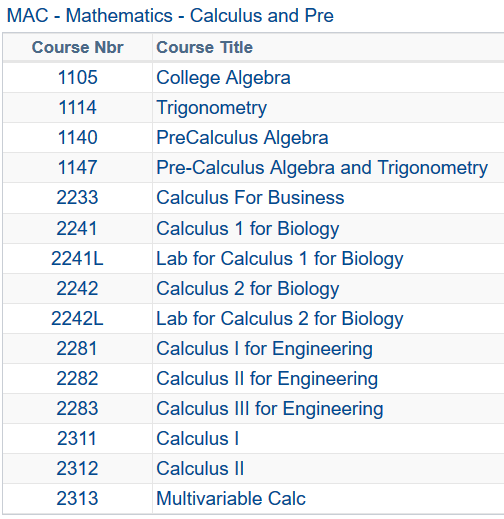 MAC - Mathematics - Calculus and Pre
Course Nbr Course Title
1105 College Algebra
1114 Trigonometry
1140 PreCalculus Algebra
1147 Pre-Calculus Algebra and Trigonometry
2233 Calculus For Business
2241 Calculus 1 for Biology
2241L Lab for Calculus 1 for Biology
2242 Calculus 2 for Biology
2242L Lab for Calculus 2 for Biology
2281 Calculus I for Engineering
2282 Calculus II for Engineering
2283 Calculus III for Engineering
2311 Calculus I
2312 Calculus II
2313 Multivariable Calc